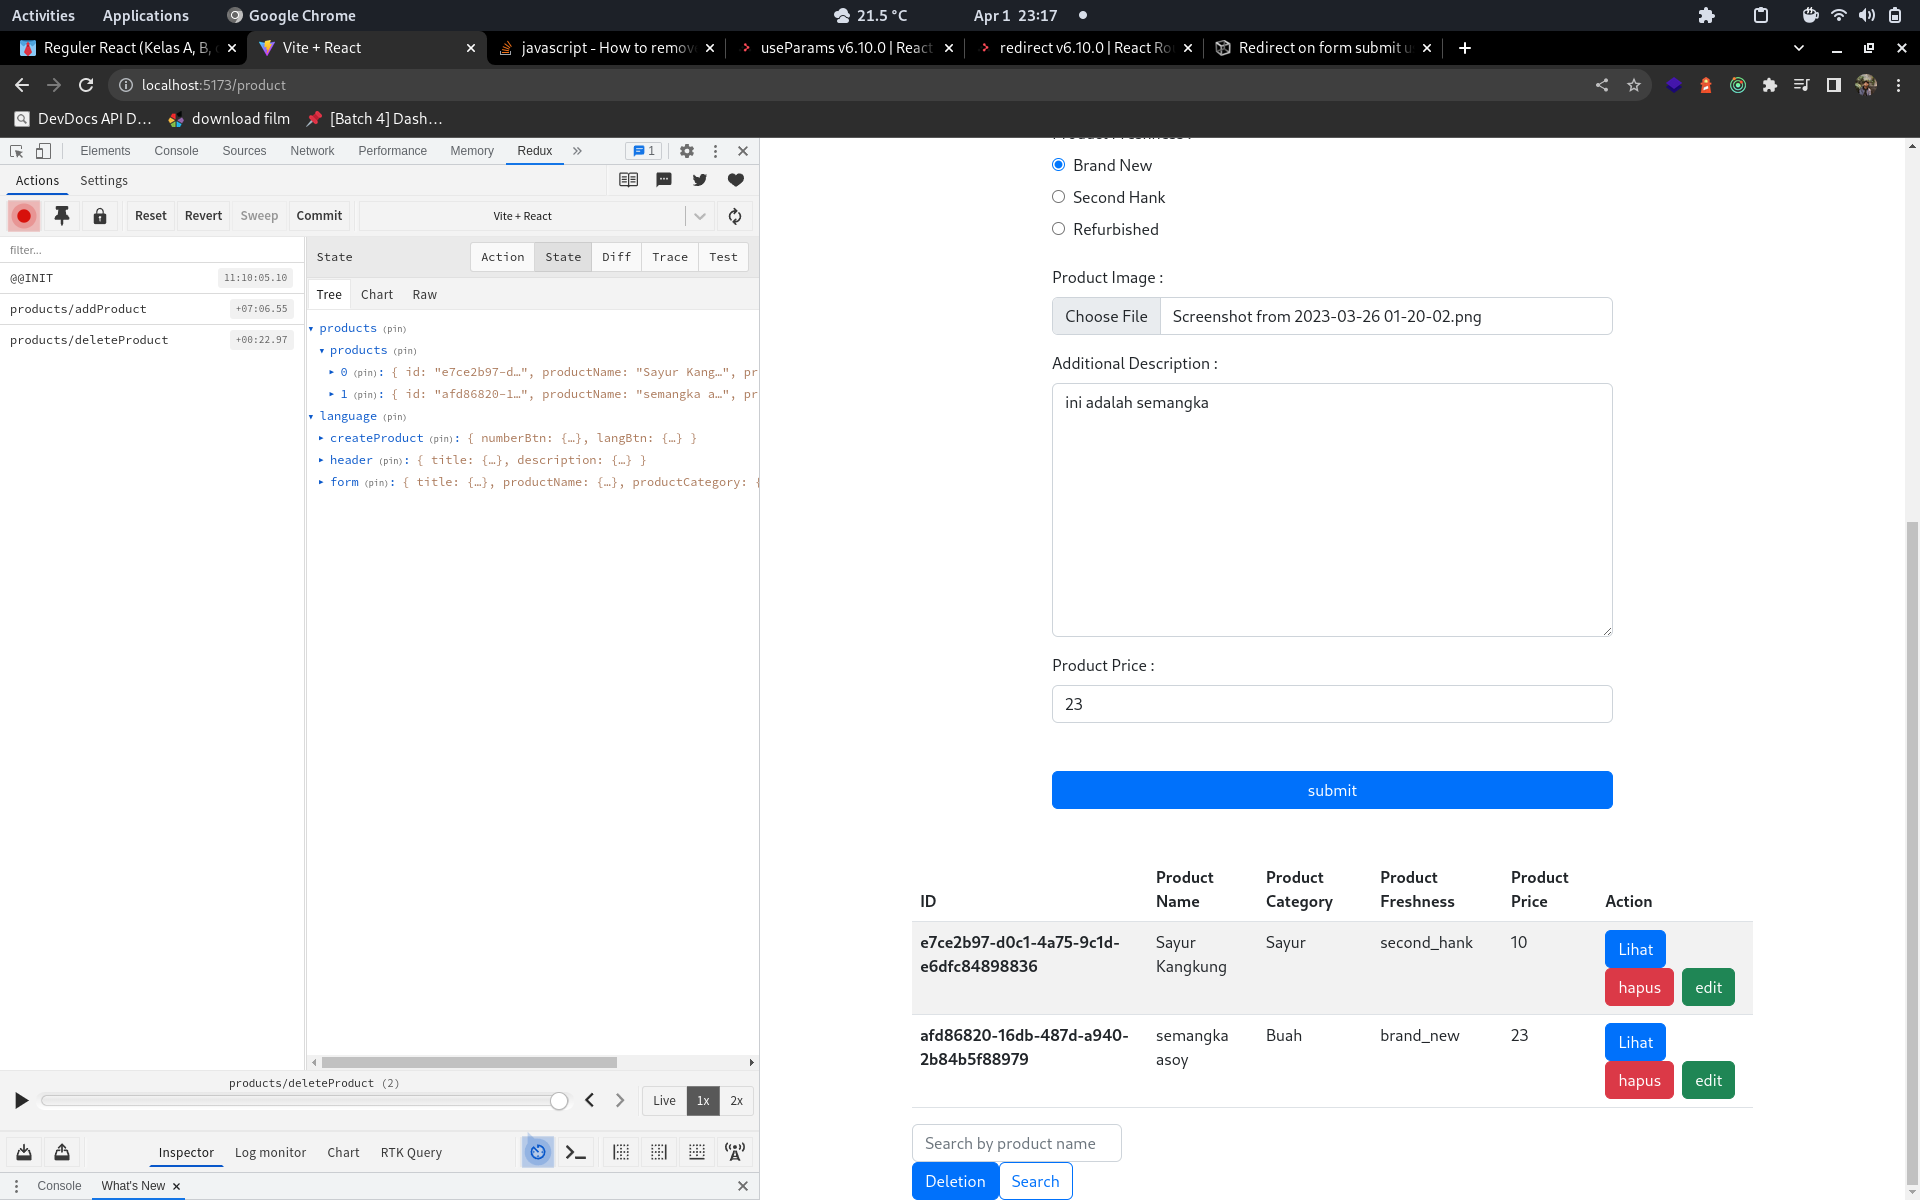 Activities Applications Google Chrome 21.5 °C Apr 1 23:17
Reguler React (Kelas A, B, Vite + React javascript - How to remov useParams v6.10.0 | React redirect v6.10.0 | React Ro Redirect on form submit u
localhost:5173/product
DevDocs API D... download film [Batch 4] Dash...
Elements Console Sources Network Performance Memory Redux » 1
Actions Settings
Reset Revert Sweep Commit Vite + React
filter...
@@INIT 11:10:05.10
products/addProduct +07:06.55
products/deleteProduct +00:22.97
State Action State Diff Trace Test
Tree Chart Raw
products (pin)
products (pin)
0 (pin): { id: "e7ce2b97-d…", productName: "Sayur Kang…", pr
1 (pin): { id: "afd86820-1…", productName: "semangka a…", pr
language (pin)
createProduct (pin): { numberBtn: {…}, langBtn: {…} }
header (pin): { title: {…}, description: {…} }
form (pin): { title: {…}, productName: {…}, productCategory: {
products/deleteProduct (2)
Live 1x 2x
Inspector Log monitor Chart RTK Query
Console What's New
Product Freshness :
Brand New
Second Hank
Refurbished
Product Image :
Choose File Screenshot from 2023-03-26 01-20-02.png
Additional Description :
ini adalah semangka
Product Price :
23
submit
ID Product Name Product Category Product Freshness Product Price Action
e7ce2b97-d0c1-4a75-9c1d-e6dfc84898836 Sayur Kangkung Sayur second_hank 10 Lihat hapus edit
afd86820-16db-487d-a940-2b84b5f88979 semangka asoy Buah brand_new 23 Lihat hapus edit
Search by product name
Deletion Search